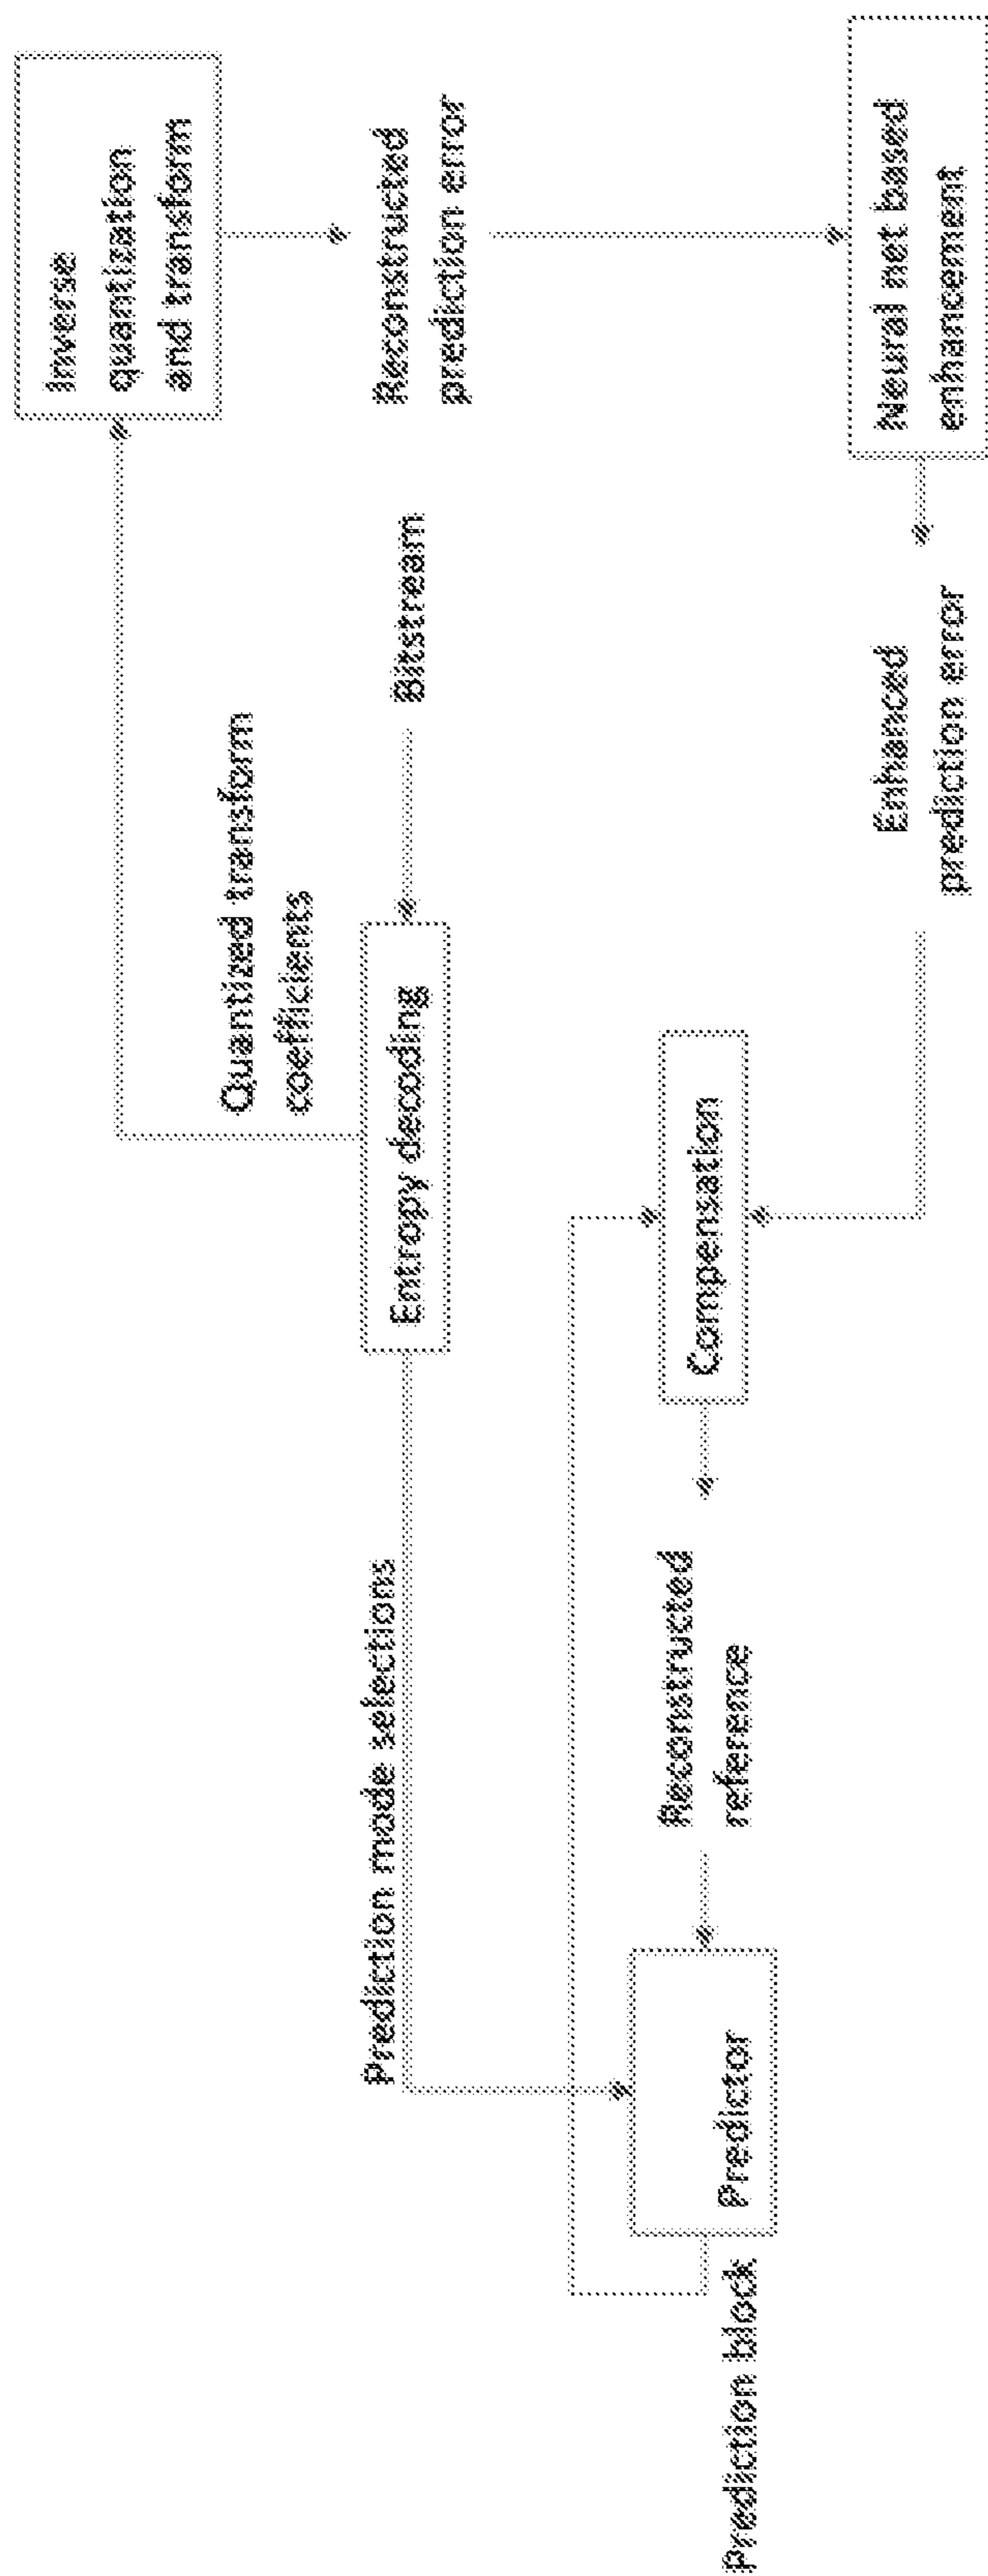 Inverse
quantization
and transform
Quantized transform
coefficients
Prediction mode selections
Entropy decoding
Bitstream
Reconstructed
prediction error
Prediction block
Predictor
Reconstructed
reference
Compensation
Enhanced
prediction error
Neural net based
enhancement